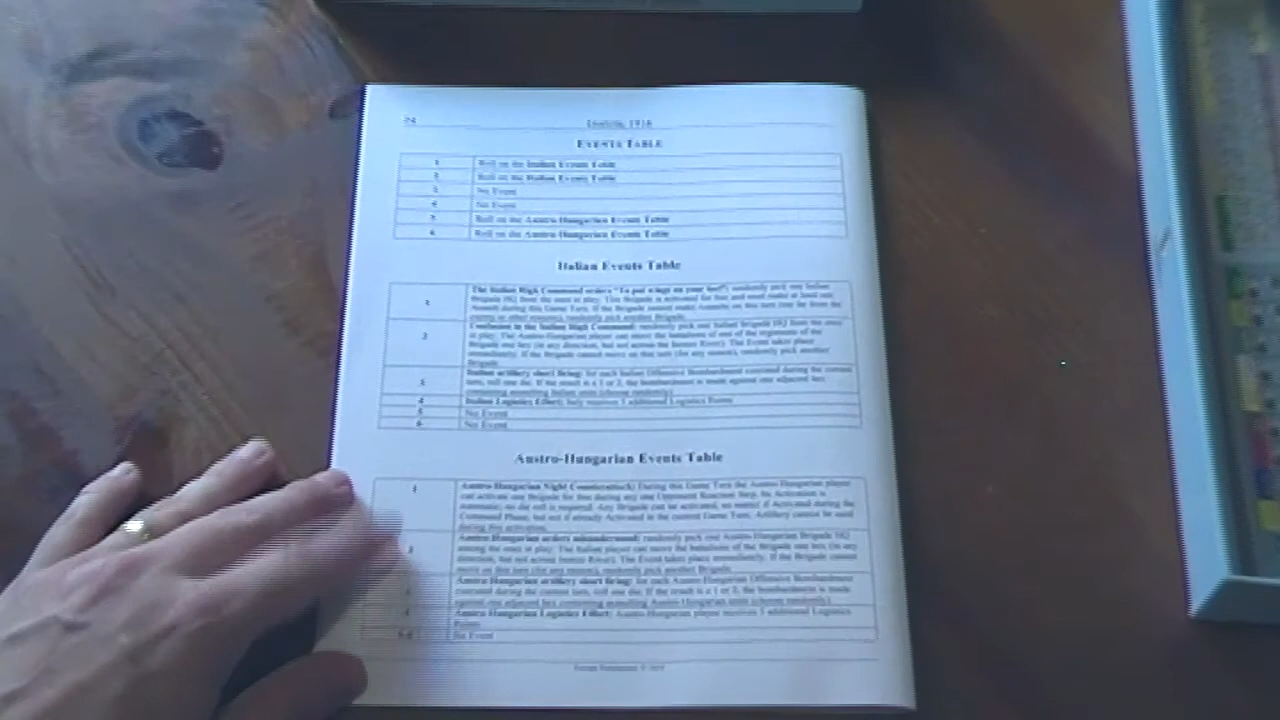 24
Gorizia, 1916
EVENTS TABLE
1 Roll on the Italian Events Table
2 Roll on the Italian Events Table
3 No Event
4 No Event
5 Roll on the Austro-Hungarian Events Table
6 Roll on the Austro-Hungarian Events Table
Italian Events Table
1 The Italian High Command orders "To put wings on your feet": randomly pick one Italian
Brigade HQ from the ones in play. This Brigade is activated for free and must make at least one
Assault during this Game Turn. If the Brigade cannot make Assaults on this turn (too far from the
enemy or other reasons), randomly pick another Brigade.
2 Confusion in the Italian High Command: randomly pick one Italian Brigade HQ from the ones
in play. The Austro-Hungarian player can move the battalions of one of the regiments of the
Brigade one box (in any direction, but not across the Isonzo River). The Event takes place
immediately. If the Brigade cannot move on this turn (for any reason), randomly pick another
Brigade.
3 Italian artillery short firing: for each Italian Offensive Bombardment executed during the current
turn, roll one die. If the result is a 1 or 2, the bombardment is made against one adjacent box
containing assaulting Italian units (choose randomly).
4 Italian Logistics Effort: Italy receives additional Logistics Points
5 No Event
6 No Event
Austro-Hungarian Events Table
1 Austro-Hungarian Night Counterattack: During this Game Turn the Austro-Hungarian player
can activate one Brigade for free during any one Opponent Reaction Step. Its Activation is
automatic; no die roll is required. Any Brigade can be activated, no matter if Activated during the
Command Phase, but not if already Activated in the current Game Turn. Artillery cannot be used
during this activation.
2 Austro-Hungarian orders misunderstood: randomly pick one Austro-Hungarian Brigade HQ
among the ones in play. The Italian player can move the battalions of the Brigade one box (in any
direction, but not across Isonzo River). The Event takes place immediately. If the Brigade cannot
move on this turn (for any reason), randomly pick another Brigade.
Austro-Hungarian artillery short firing: for each Austro-Hungarian Offensive Bombardment
executed during the current turn, roll one die. If the result is a 1 or 2, the bombardment is made
against one adjacent box containing assaulting Austro-Hungarian units (choose randomly).
Austro-Hungarian Logistics Effort: Austro-Hungarian player receives additional Logistics
Points
5-6 No Event